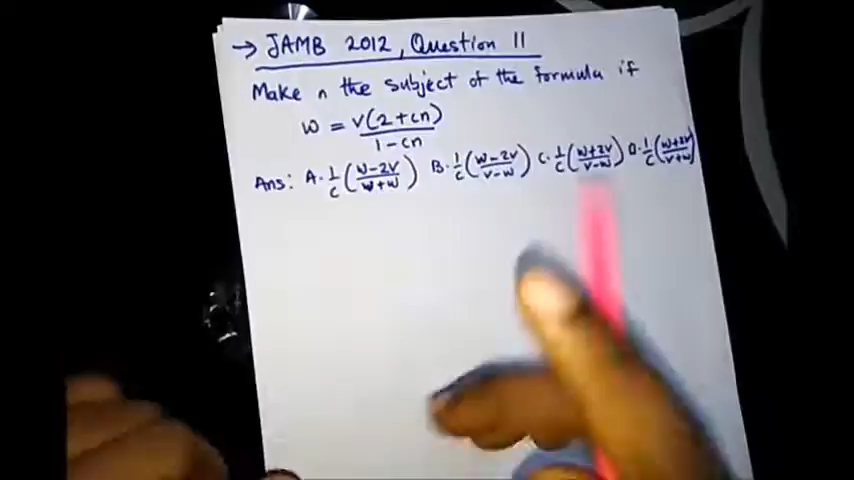 → JAMB 2012, Question 11
Make n the subject of the formula if
w = v(2+cn) / 1-cn
Ans: A. 1/c (w-2v / w+w) B. 1/c (w-2v / v-w) C. 1/c (w+2v / v-w) D. 1/c (w+2v / v+w)